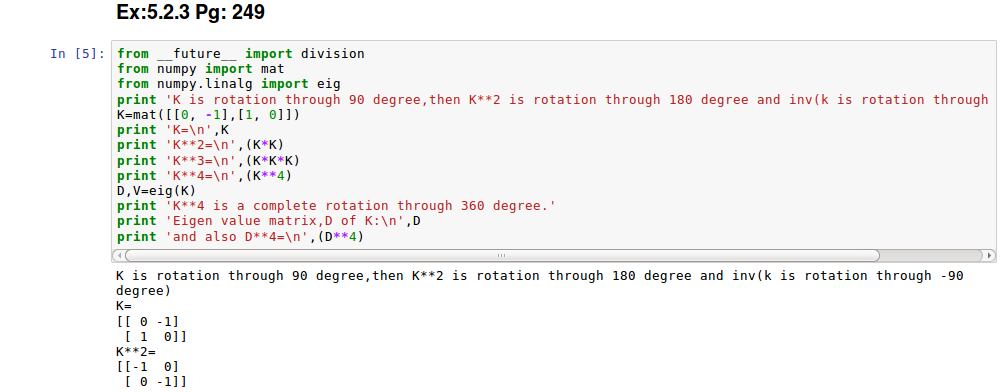 Ex:5.2.3 Pg: 249
In [5]:
from __future__ import division
from numpy import mat
from numpy.linalg import eig
print 'K is rotation through 90 degree,then K**2 is rotation through 180 degree and inv(k is rotation through
K=mat([[0, -1],[1, 0]])
print 'K=\n',K
print 'K**2=\n',(K*K)
print 'K**3=\n',(K*K*K)
print 'K**4=\n',(K**4)
D,V=eig(K)
print 'K**4 is a complete rotation through 360 degree.'
print 'Eigen value matrix,D of K:\n',D
print 'and also D**4=\n',(D**4)
K is rotation through 90 degree,then K**2 is rotation through 180 degree and inv(k is rotation through -90
degree)
K=
[[ 0 -1]
 [ 1  0]]
K**2=
[[-1  0]
 [ 0 -1]]